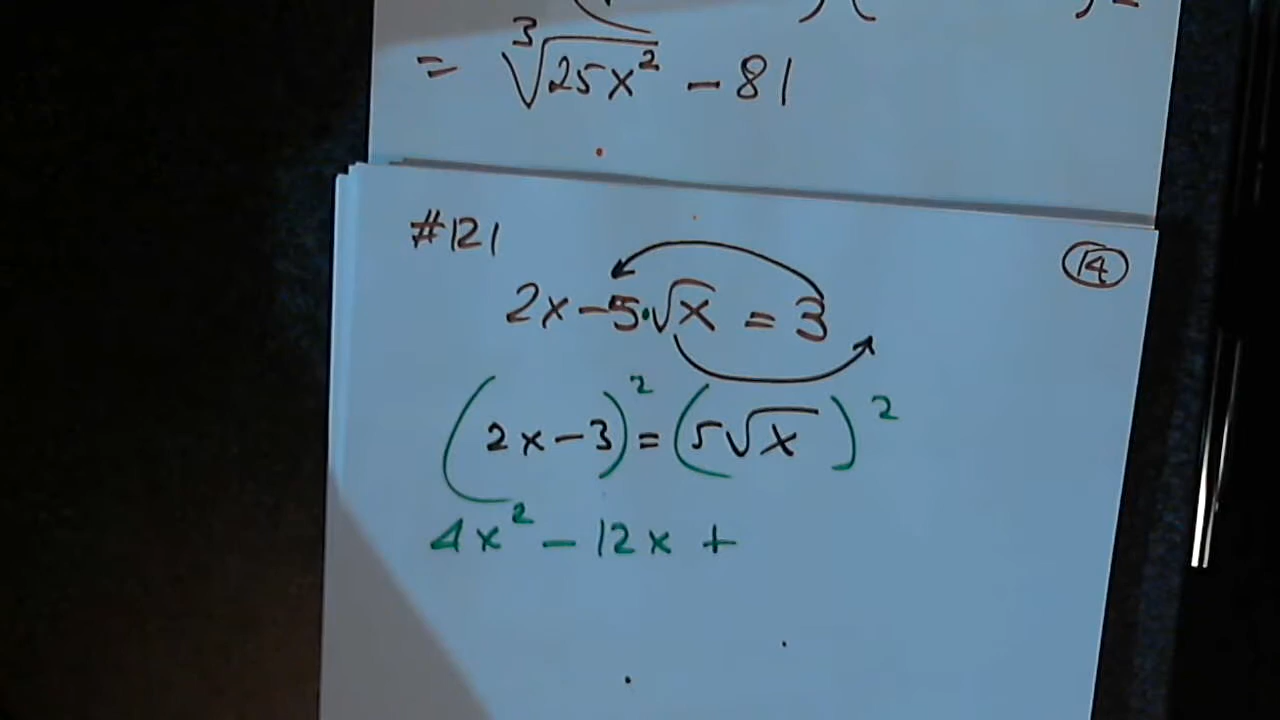 = ∛25x² - 81
#121
14
2x - 5·√x = 3
(2x - 3)² = (5√x)²
4x² - 12x +